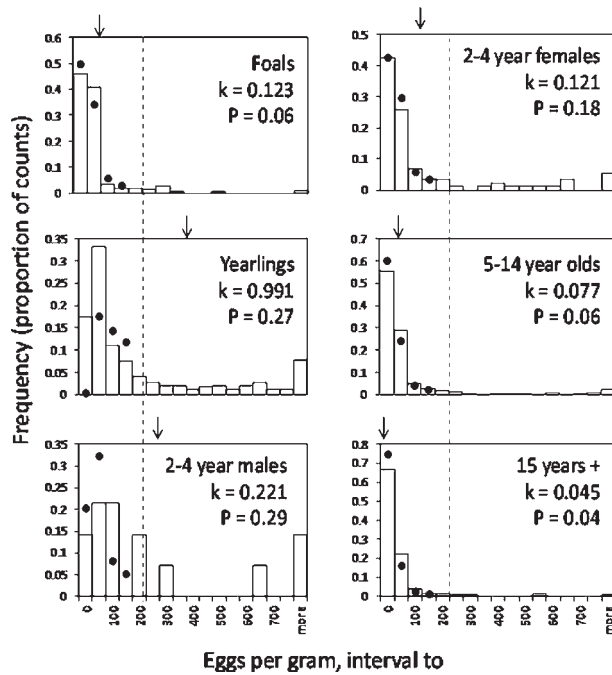 Frequency (proportion of counts)
0.6
0.5
0.4
0.3
0.2
0.1
0
Foals
k = 0.123
P = 0.06
0.5
0.4
0.3
0.2
0.1
0
2-4 year females
k = 0.121
P = 0.18
0.35
0.3
0.25
0.2
0.15
0.1
0.05
0
Yearlings
k = 0.991
P = 0.27
0.7
0.6
0.5
0.4
0.3
0.2
0.1
0
5-14 year olds
k = 0.077
P = 0.06
0.35
0.3
0.25
0.2
0.15
0.1
0.05
0
2-4 year males
k = 0.221
P = 0.29
0.8
0.7
0.6
0.5
0.4
0.3
0.2
0.1
0
15 years +
k = 0.045
P = 0.04
0 100 200 300 400 500 600 700 more
0 100 200 300 400 500 600 700 more
Eggs per gram, interval to